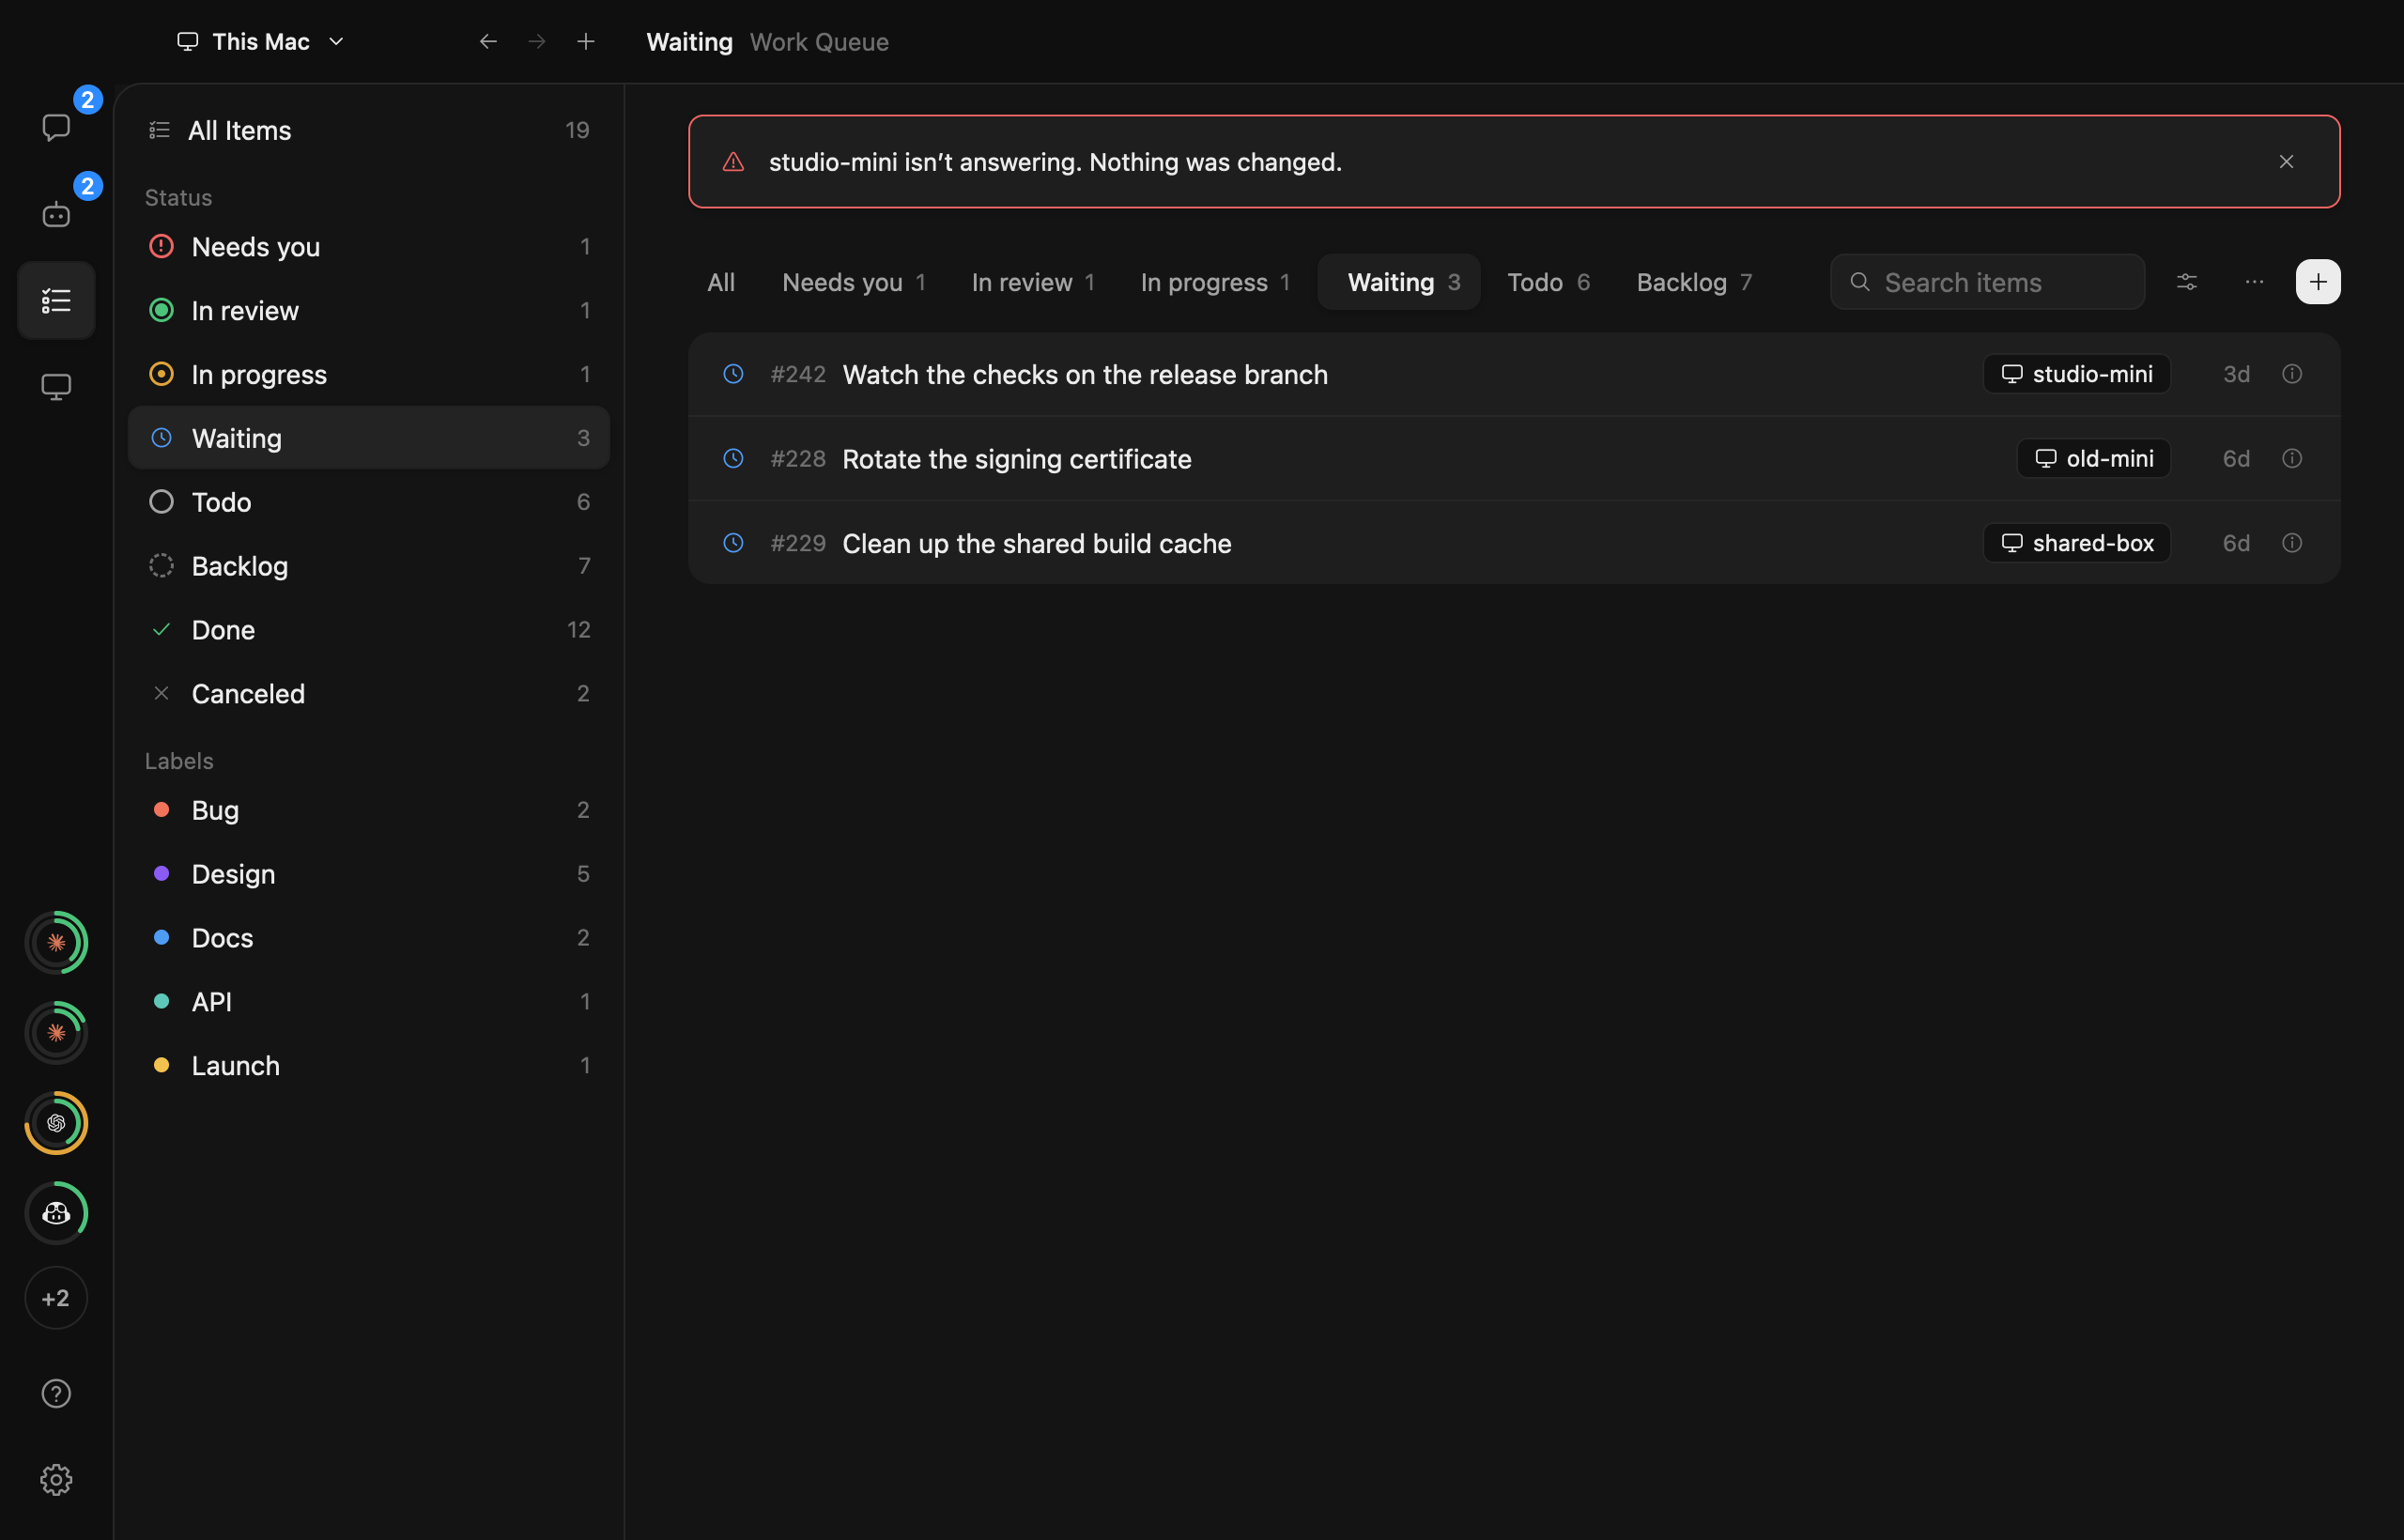 This Mac
Waiting Work Queue
2
2
All Items 19
Status
Needs you 1
In review 1
In progress 1
Waiting 3
Todo 6
Backlog 7
Done 12
Canceled 2
Labels
Bug 2
Design 5
Docs 2
API 1
Launch 1
+2
studio-mini isn’t answering. Nothing was changed.
All Needs you 1 In review 1 In progress 1 Waiting 3 Todo 6 Backlog 7 Search items
#242 Watch the checks on the release branch studio-mini 3d
#228 Rotate the signing certificate old-mini 6d
#229 Clean up the shared build cache shared-box 6d